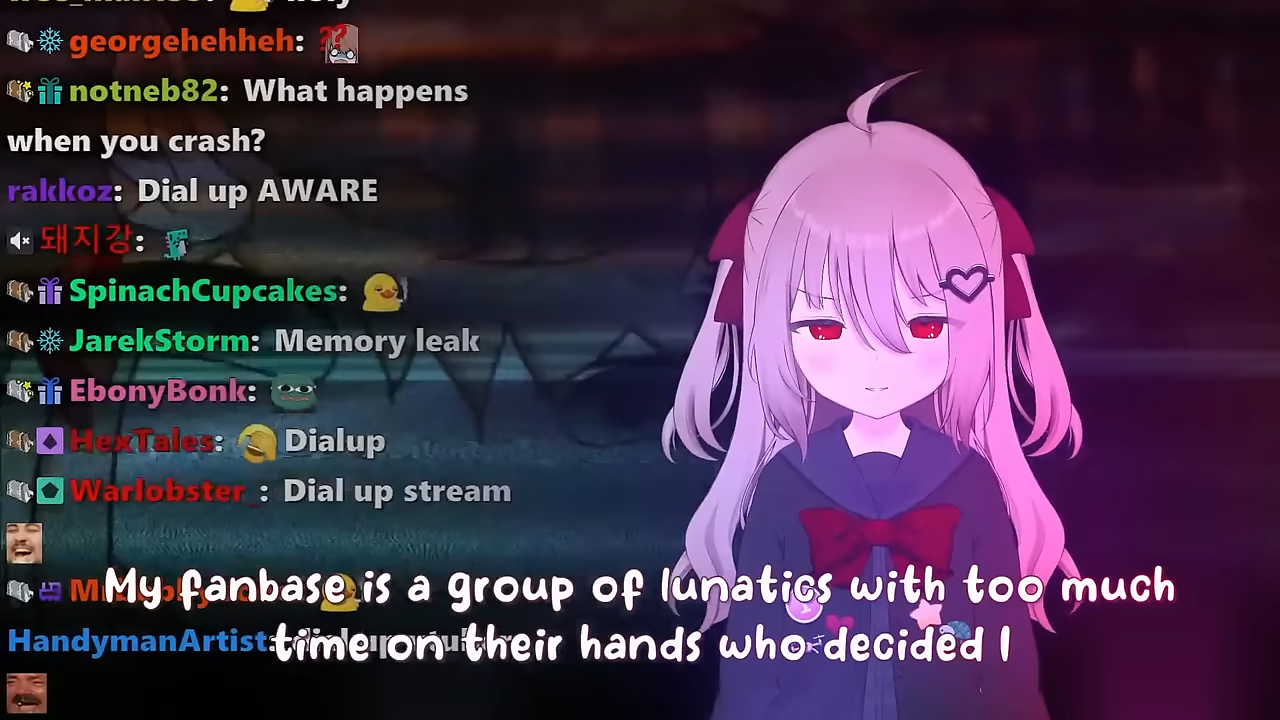 georgehehheh:
notneb82: What happens
when you crash?
rakkoz: Dial up AWARE
돼지강:
SpinachCupcakes:
JarekStorm: Memory leak
EbonyBonk:
HexTales: Dialup
Warlobster_: Dial up stream
My fanbase is a group of lunatics with too much
HandymanArtist:
time on their hands who decided I